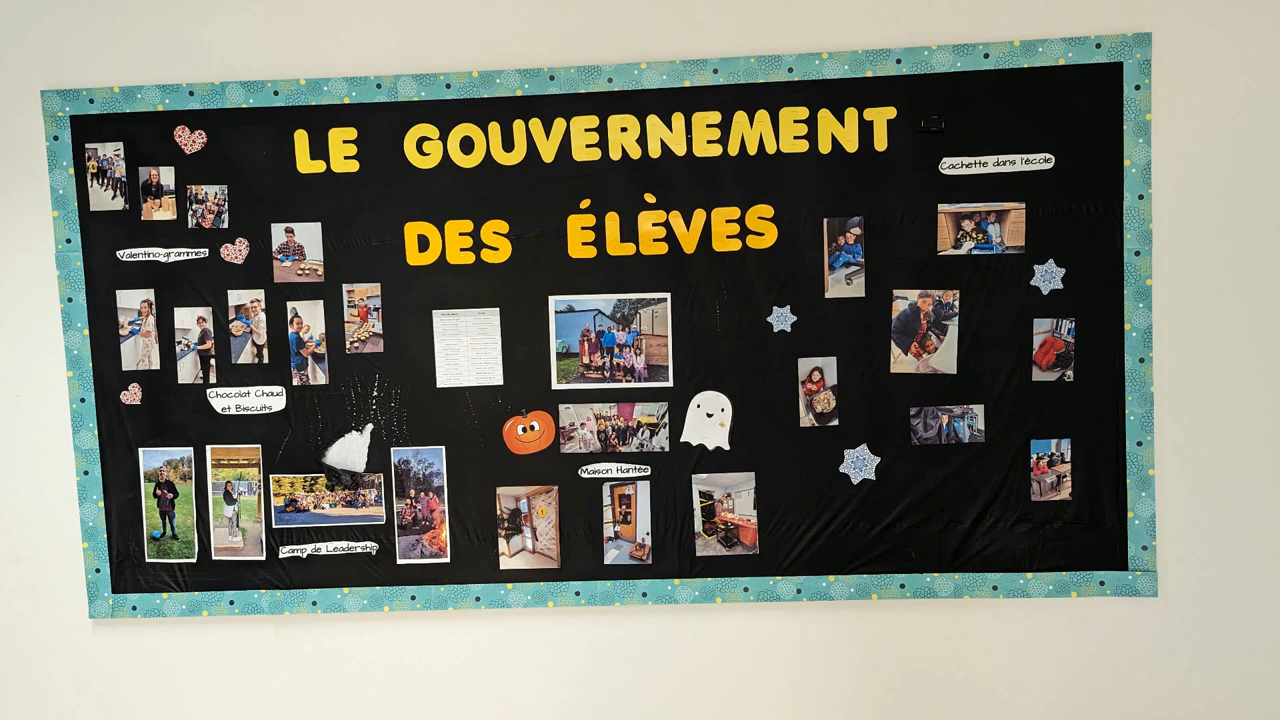 LE GOUVERNEMENT
DES ÉLÈVES
Cachette dans l'école
Valentino-grammes
Chocolat Chaud
et Biscuits
Maison Hantée
Camp de Leadership